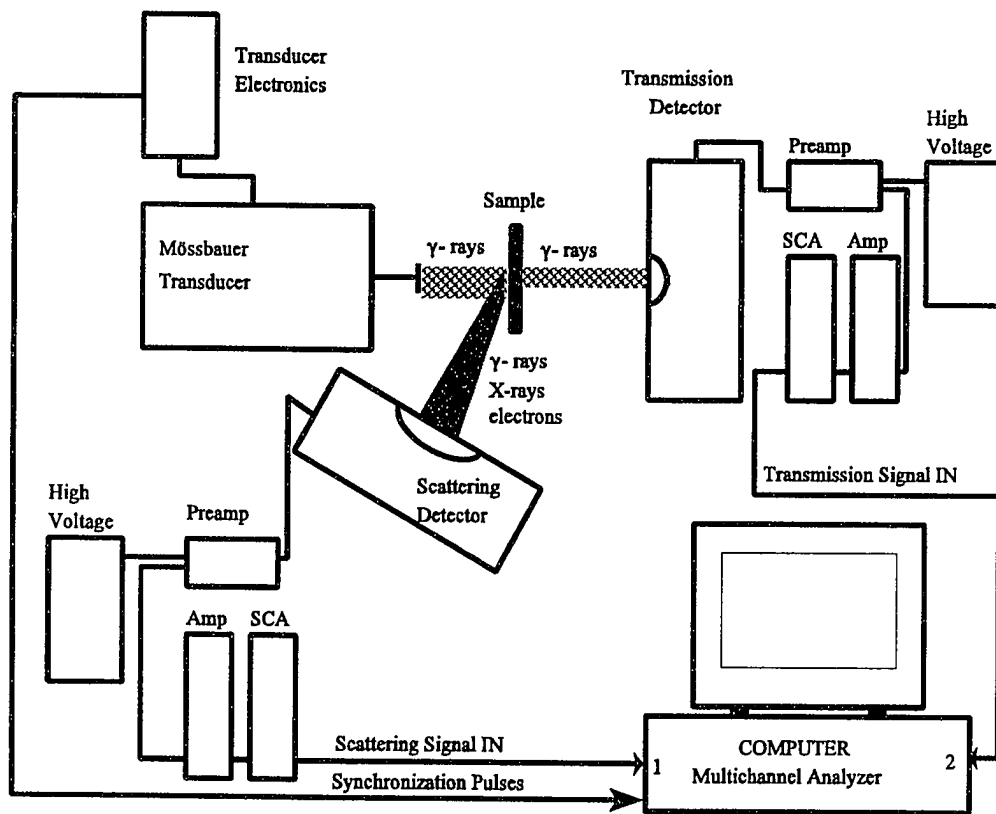 Transducer
Electronics
Transmission
Detector
High
Voltage
Preamp
Sample
Mössbauer
Transducer
γ- rays
γ- rays
SCA
Amp
γ- rays
X-rays
electrons
Scattering
Detector
Transmission Signal IN
High
Voltage
Preamp
Amp
SCA
Scattering Signal IN
Synchronization Pulses
1
COMPUTER
Multichannel Analyzer
2